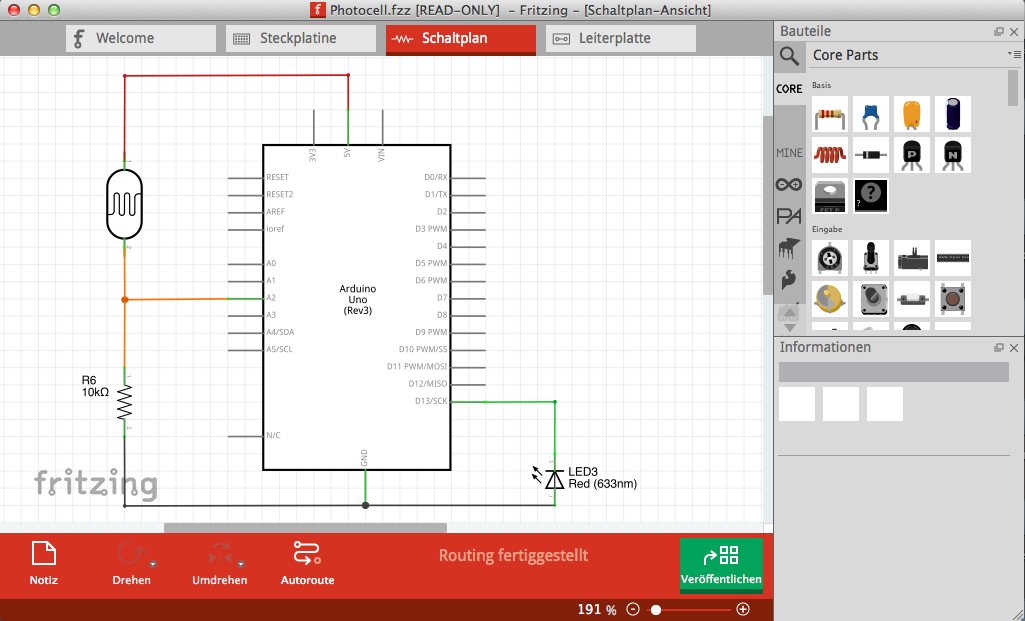 Photocell.fzz [READ-ONLY] - Fritzing - [Schaltplan-Ansicht]
Welcome
Steckplatine
Schaltplan
Leiterplatte
3V3
5V
VIN
RESET
RESET2
AREF
ioref
A0
A1
A2
A3
A4/SDA
A5/SCL
N/C
D0/RX
D1/TX
D2
D3 PWM
D4
D5 PWM
D6 PWM
D7
D8
D9 PWM
D10 PWM/SS
D11 PWM/MOSI
D12/MISO
D13/SCK
GND
Arduino
Uno
(Rev3)
R6
10kΩ
LED3
Red (633nm)
fritzing
Bauteile
Core Parts
CORE
MINE
Basis
P
N
FET N
?
?
Eingabe
Informationen
Notiz
Drehen
Umdrehen
Autoroute
Routing fertiggestellt
Veröffentlichen
191 %